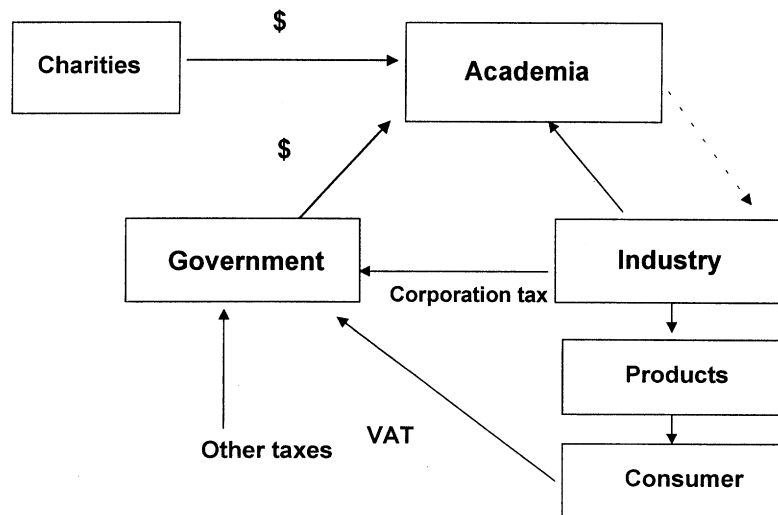 $
Charities
Academia
$
Government
Industry
Corporation tax
Products
Other taxes
VAT
Consumer